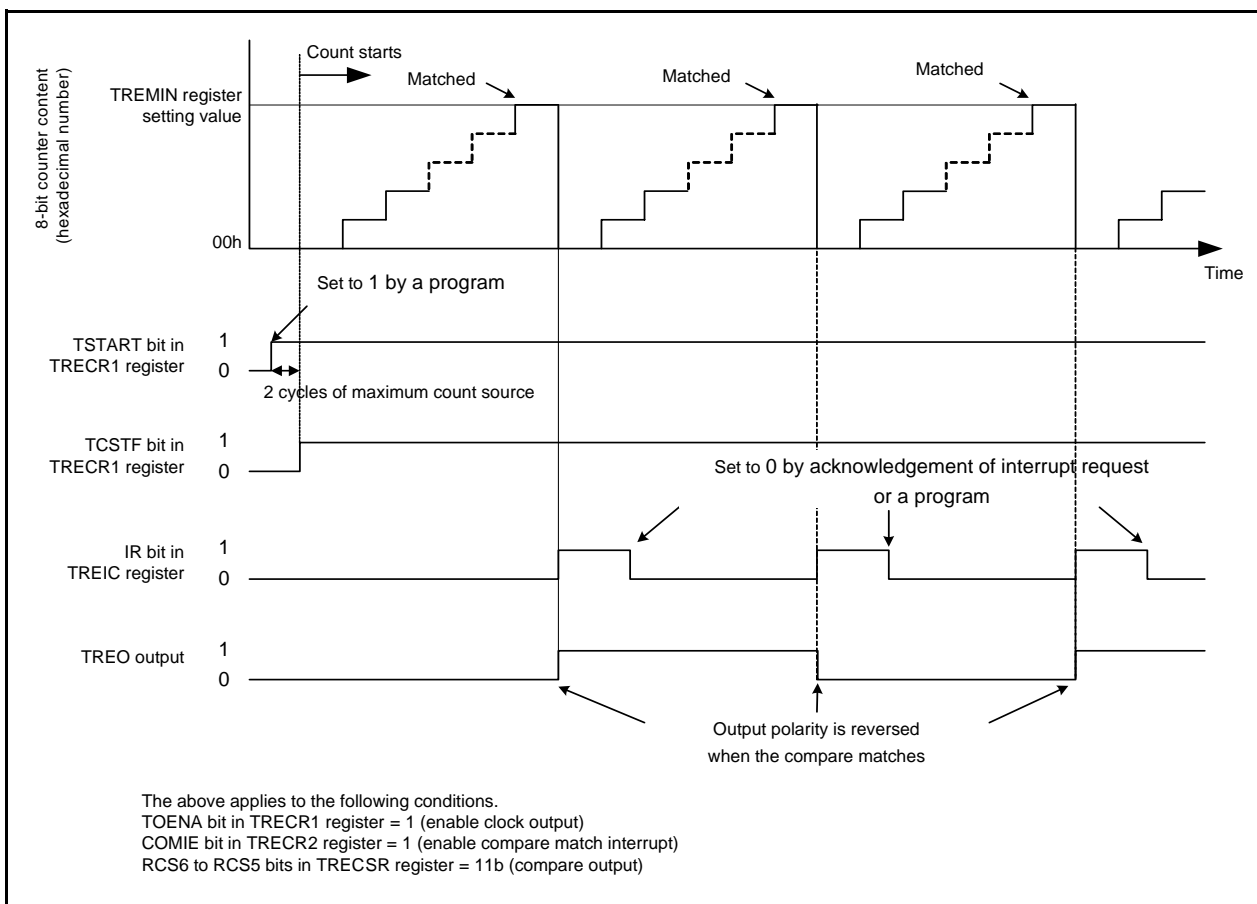 Count starts
Matched
Matched
Matched
TREMIN register
setting value
8-bit counter content
(hexadecimal number)
00h
Time
Set to 1 by a program
TSTART bit in
TRECR1 register
1
0
2 cycles of maximum count source
TCSTF bit in
TRECR1 register
1
0
Set to 0 by acknowledgement of interrupt request
or a program
IR bit in
TREIC register
1
0
TREO output
1
0
Output polarity is reversed
when the compare matches
The above applies to the following conditions.
TOENA bit in TRECR1 register = 1 (enable clock output)
COMIE bit in TRECR2 register = 1 (enable compare match interrupt)
RCS6 to RCS5 bits in TRECSR register = 11b (compare output)